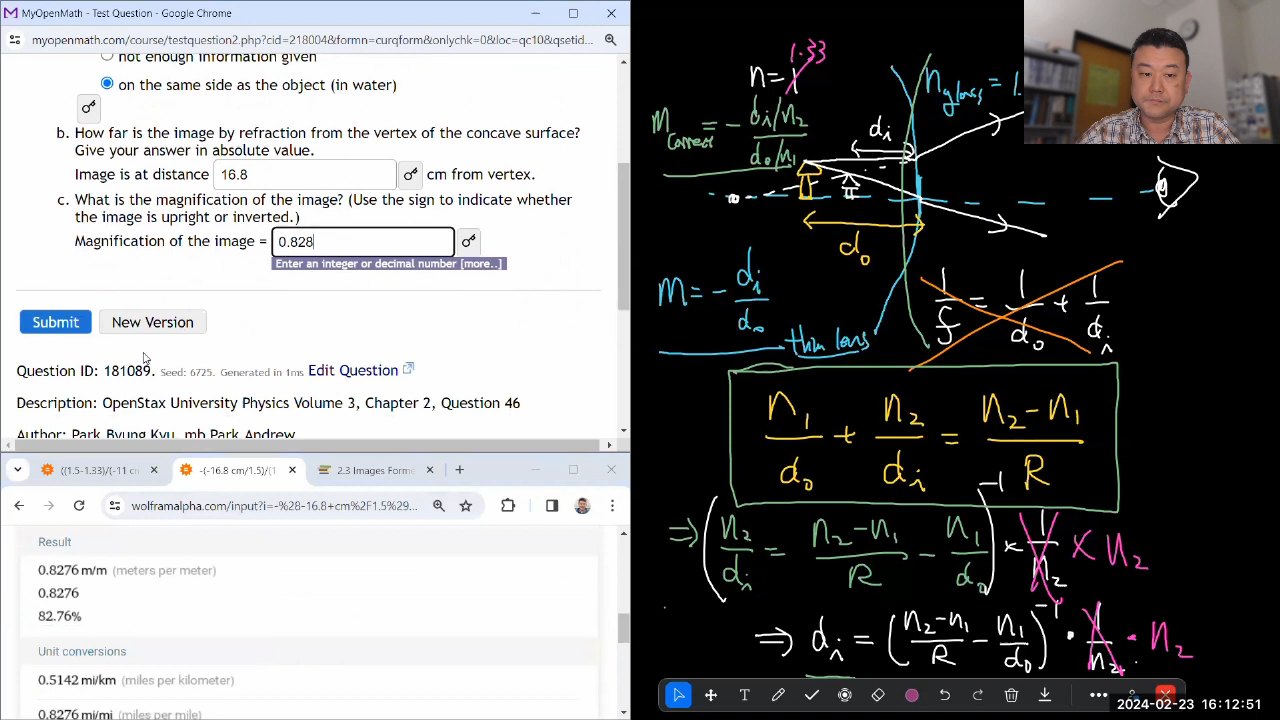 MyOpenMath - Test Question - Google Chrome
myopenmath.com/course/testquestion2.php?cid=218004&formn=curqform&onlychk=0&loc=qc10&qsetid...
not enough information given
on the same side as the object (in water)
b. How far is the image by refraction from the vertex of the concave surface?
Give your answer in absolute value.
Image is at distance 16.8 cm from vertex.
c. What is the magnification of the image? (Use the sign to indicate whether
the image is upright or inverted.)
Magnification of the image = 0.828
Enter an integer or decimal number [more..]
Submit New Version
Question ID: 181089. Seed: 6725. Generated in 1ms Edit Question
Description: OpenStax University Physics Volume 3, Chapter 2, Question 46
Author: Park Byung Kyu, mb Park Andrew
((1.5-1.33)/(-11 cm -(-16.8 cm/1.5)/(1 2.3 Images Forme
wolframalpha.com/input?i=-%28-16.8+cm%2F1.5%29...
Result
0.8276 m/m (meters per meter)
0.8276
82.76%
Unit conversions
0.5142 mi/km (miles per kilometer)
0.8276 mi/mi (miles per mile)
1.33
n=1
n glass = 1.
M correct = - di/n2 / do/n1
di
F
do
M = - di/do
thin lens
1/f = 1/do + 1/di
n1/do + n2/di = n2-n1/R
⇒ (n2/di = n2-n1/R - n1/do)^-1 × 1/n2 × n2
⇒ di = (n2-n1/R - n1/do)^-1 · 1/n2 · n2
2024-02-23 16:12:51